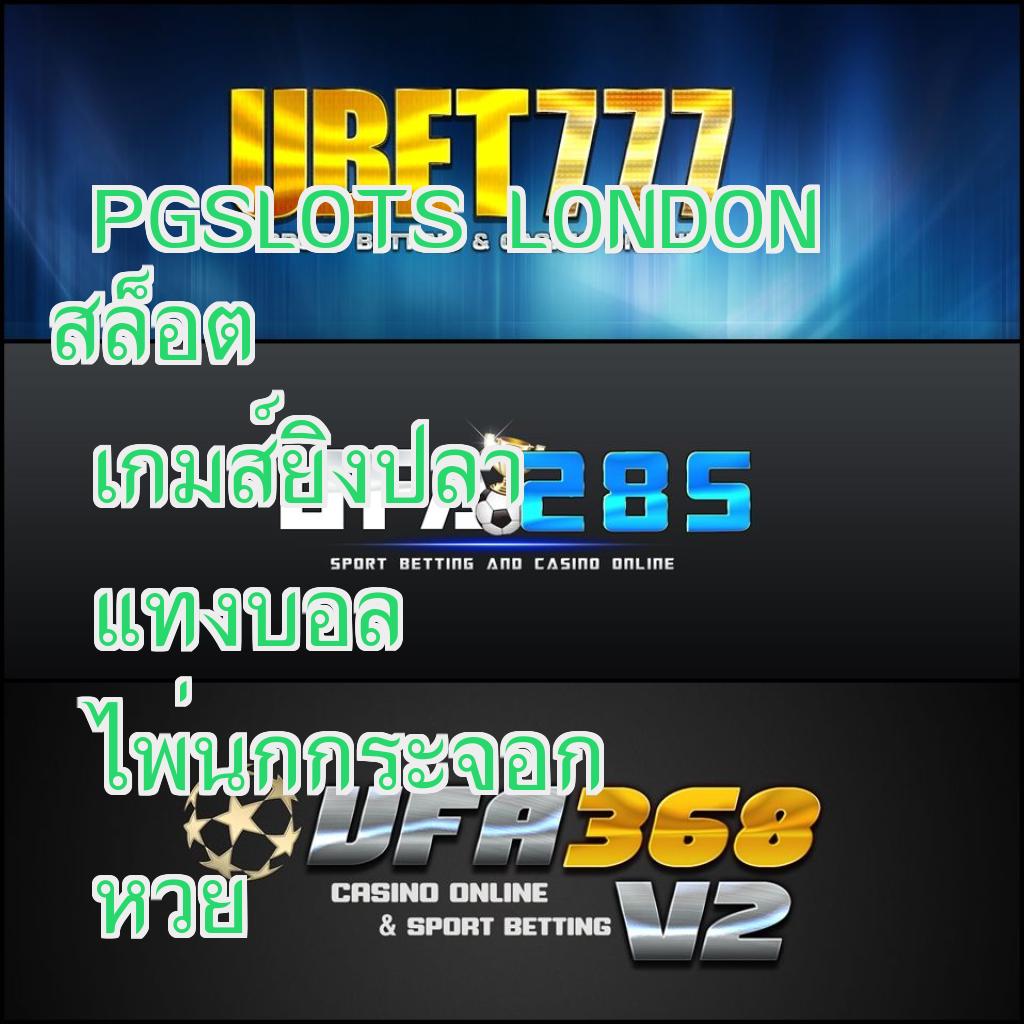 UBET777
PGSLOTS LONDON
สล็อต
เกมส์ยิงปลา
285
SPORT BETTING AND CASINO ONLINE
แทงบอล
ไพ่นกกระจอก
UFA368
CASINO ONLINE
& SPORT BETTING
V2
หวย